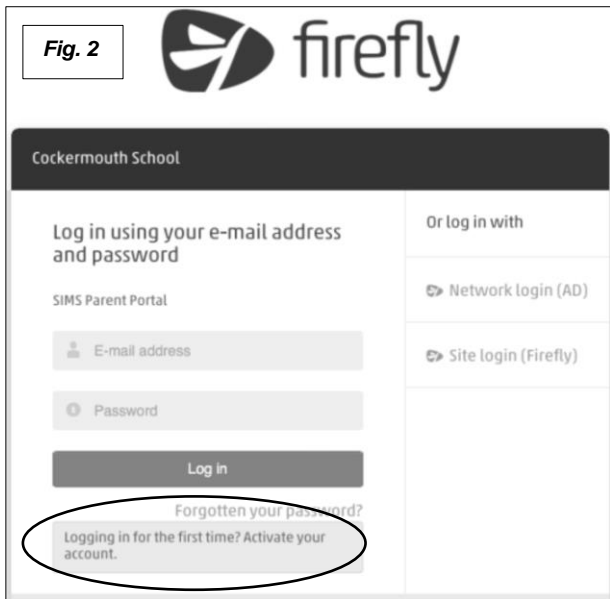 Fig. 2
firefly
Cockermouth School
Log in using your e-mail address
and password
SIMS Parent Portal
E-mail address
Password
Log in
Forgotten your password?
Logging in for the first time? Activate your
account.
Or log in with
Network login (AD)
Site login (Firefly)